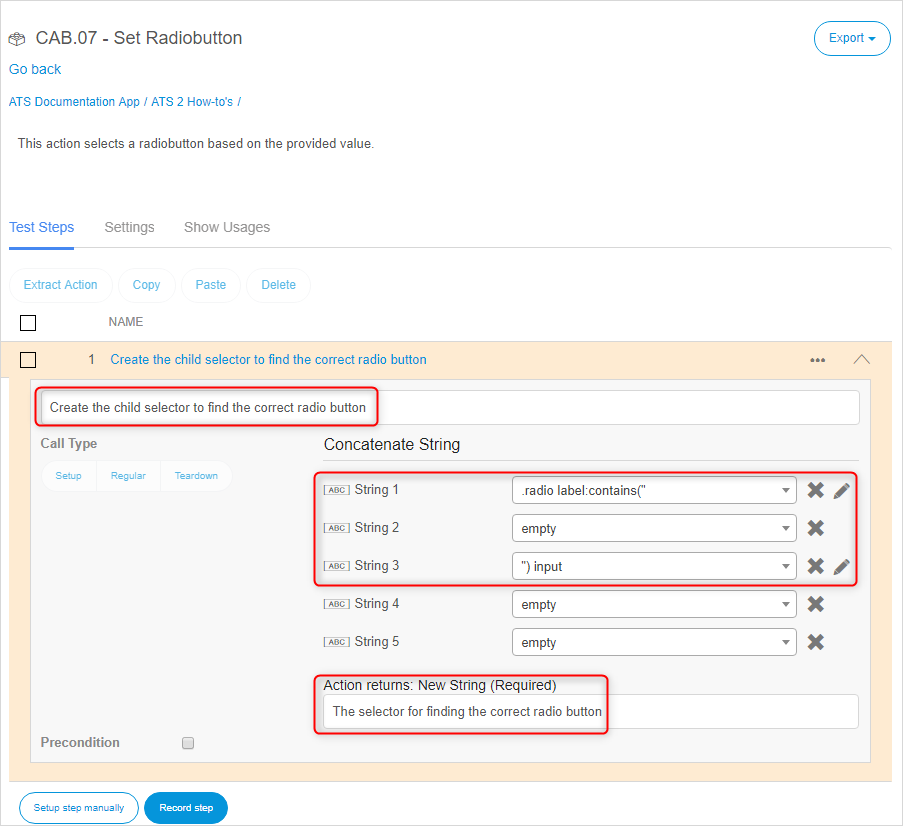 CAB.07 - Set Radiobutton
Export
Go back
ATS Documentation App / ATS 2 How-to's /
This action selects a radiobutton based on the provided value.
Test Steps Settings Show Usages
Extract Action Copy Paste Delete
NAME
1 Create the child selector to find the correct radio button
Create the child selector to find the correct radio button
Call Type
Concatenate String
Setup Regular Teardown
[ABC] String 1 .radio label:contains("
[ABC] String 2 empty
[ABC] String 3 ") input
[ABC] String 4 empty
[ABC] String 5 empty
Action returns: New String (Required)
The selector for finding the correct radio button
Precondition
Setup step manually Record step